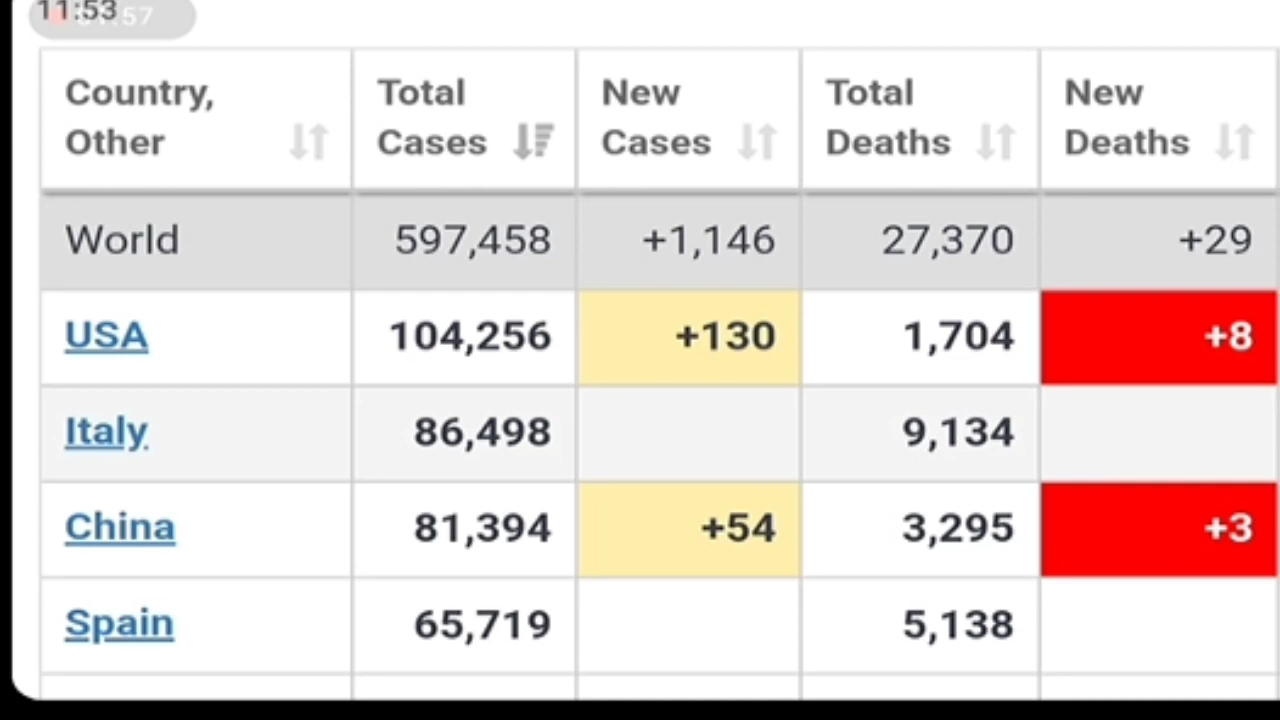 11:53
Country, Other Total Cases New Cases Total Deaths New Deaths
World 597,458 +1,146 27,370 +29
USA 104,256 +130 1,704 +8
Italy 86,498 9,134
China 81,394 +54 3,295 +3
Spain 65,719 5,138